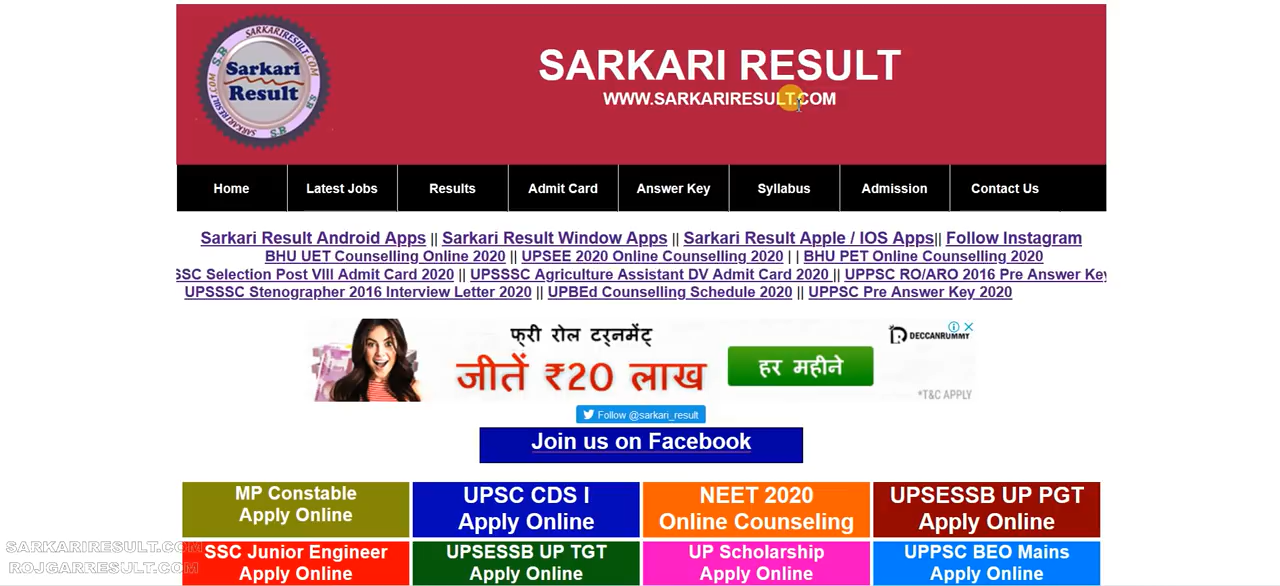 SARKARIRESULT.COM
S.R
Sarkari
Result
S.R
SARKARI RESULT
WWW.SARKARIRESULT.COM
Home
Latest Jobs
Results
Admit Card
Answer Key
Syllabus
Admission
Contact Us
Sarkari Result Android Apps || Sarkari Result Window Apps || Sarkari Result Apple / IOS Apps|| Follow Instagram
BHU UET Counselling Online 2020 || UPSEE 2020 Online Counselling 2020 | | BHU PET Online Counselling 2020
SSC Selection Post VIII Admit Card 2020 || UPSSSC Agriculture Assistant DV Admit Card 2020 || UPPSC RO/ARO 2016 Pre Answer Key
UPSSSC Stenographer 2016 Interview Letter 2020 || UPBEd Counselling Schedule 2020 || UPPSC Pre Answer Key 2020
फ्री रोल टूर्नमेंट्
जीतें ₹20 लाख
हर महीने
DECCANRUMMY
*T&C APPLY
Follow @sarkari_result
Join us on Facebook
MP Constable
Apply Online
UPSC CDS I
Apply Online
NEET 2020
Online Counseling
UPSESSB UP PGT
Apply Online
SSC Junior Engineer
Apply Online
UPSESSB UP TGT
Apply Online
UP Scholarship
Apply Online
UPPSC BEO Mains
Apply Online
SARKARIRESULT.COM
ROJGARRESULT.COM